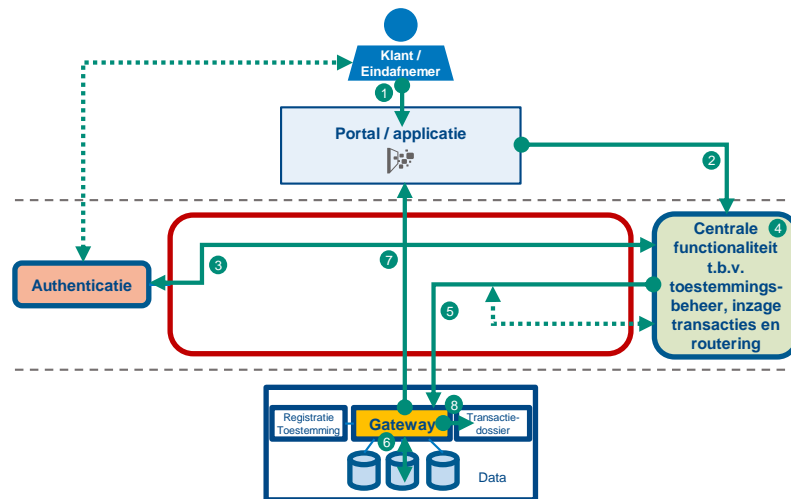 Klant /
Eindafnemer
1
Portal / applicatie
2
Centrale
4
functionaliteit
t.b.v.
toestemmings-
beheer, inzage
transacties en
routering
3
7
Authenticatie
5
Registratie
Toestemming
Gateway
8
Transactie-
dossier
6
Data